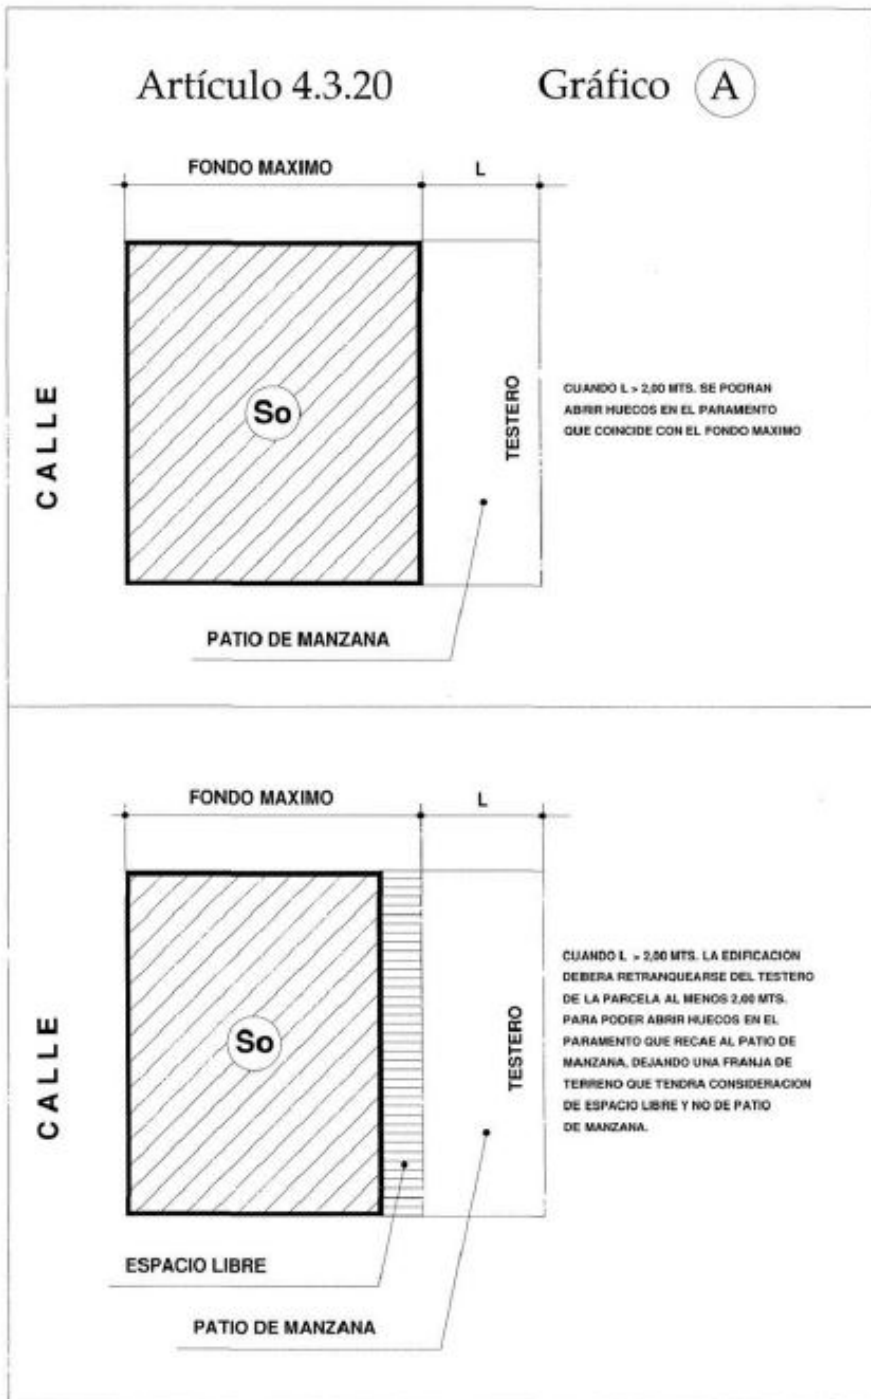 Artículo 4.3.20 Gráfico A
FONDO MAXIMO L
CALLE
So
TESTERO
CUANDO L > 2,00 MTS. SE PODRAN
ABRIR HUECOS EN EL PARAMENTO
QUE COINCIDE CON EL FONDO MAXIMO
PATIO DE MANZANA
FONDO MAXIMO L
CALLE
So
TESTERO
CUANDO L > 2,00 MTS. LA EDIFICACION
DEBERA RETRANQUEARSE DEL TESTERO
DE LA PARCELA AL MENOS 2,00 MTS.
PARA PODER ABRIR HUECOS EN EL
PARAMENTO QUE RECAE AL PATIO DE
MANZANA, DEJANDO UNA FRANJA DE
TERRENO QUE TENDRA CONSIDERACION
DE ESPACIO LIBRE Y NO DE PATIO
DE MANZANA.
ESPACIO LIBRE
PATIO DE MANZANA